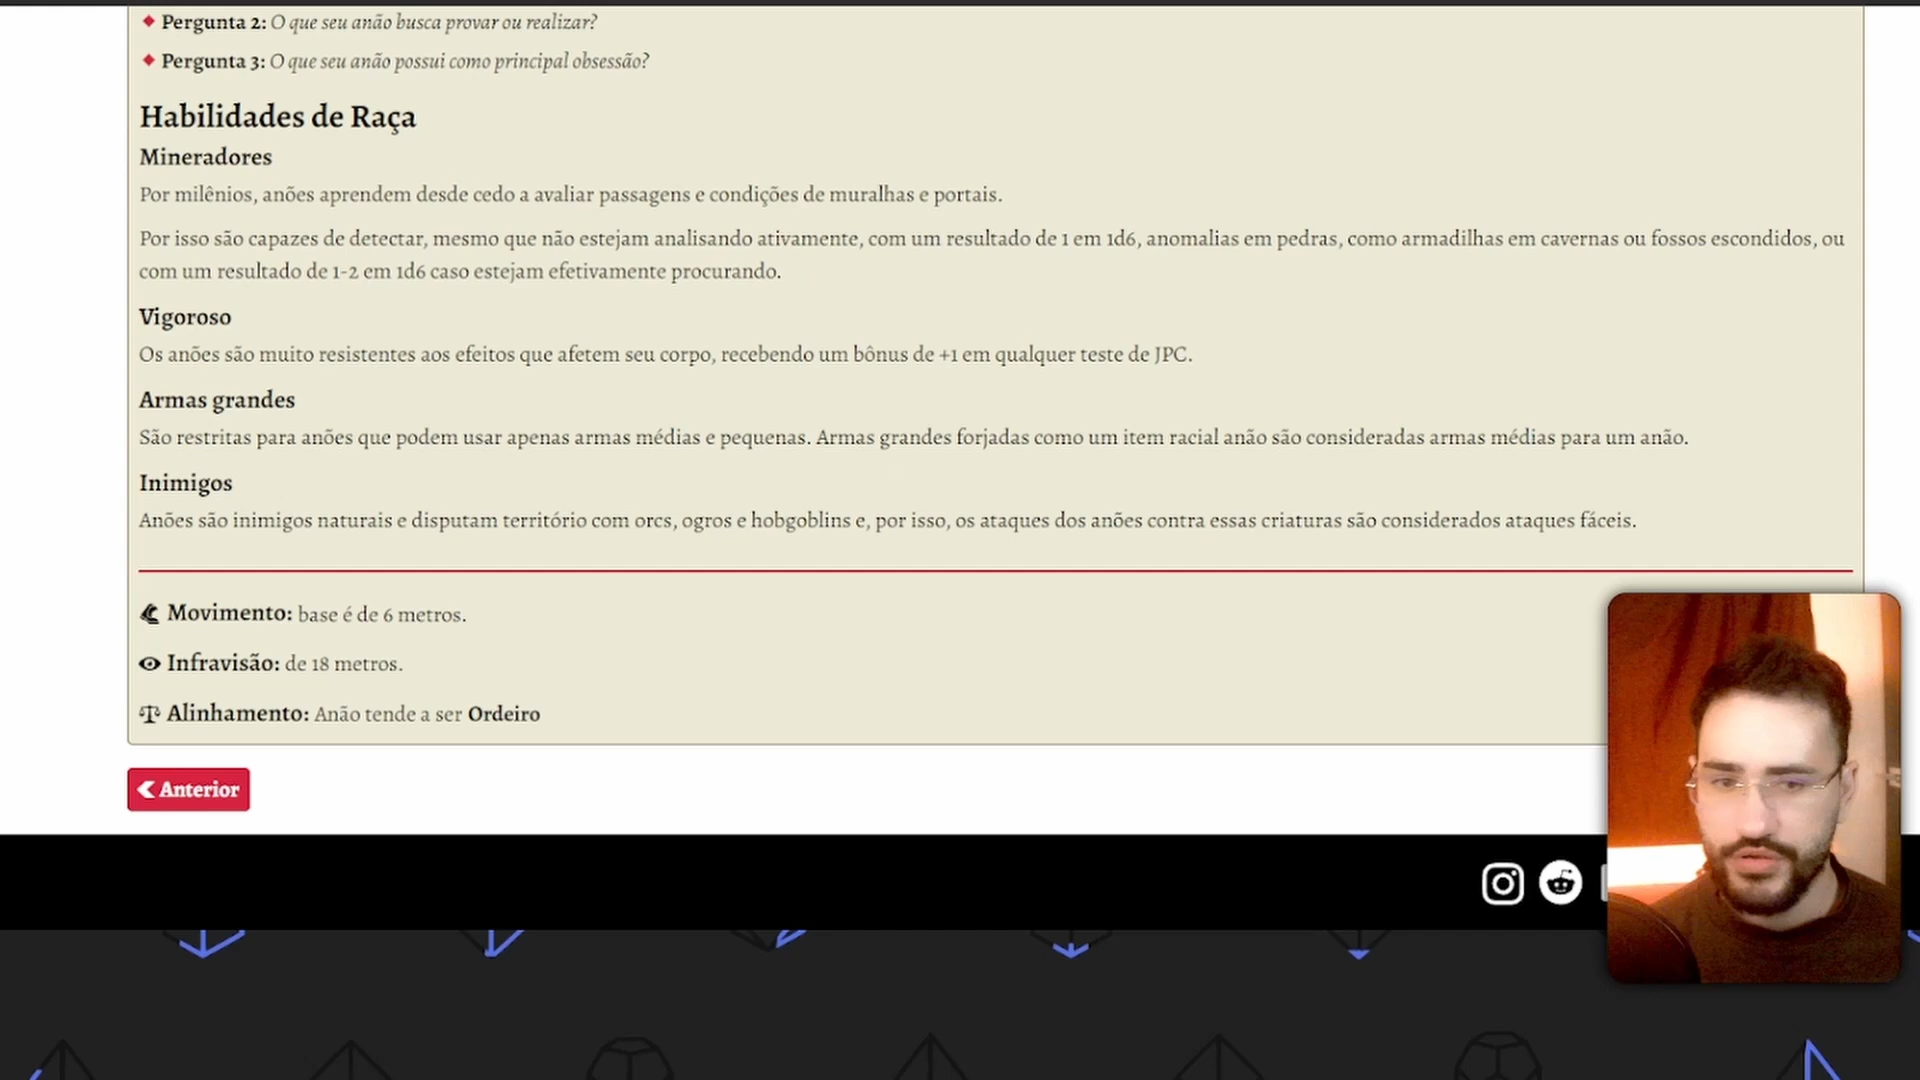 Pergunta 2: O que seu anão busca provar ou realizar?
Pergunta 3: O que seu anão possui como principal obsessão?
Habilidades de Raça
Mineradores
Por milênios, anões aprendem desde cedo a avaliar passagens e condições de muralhas e portais.
Por isso são capazes de detectar, mesmo que não estejam analisando ativamente, com um resultado de 1 em 1d6, anomalias em pedras, como armadilhas em cavernas ou fossos escondidos, ou
com um resultado de 1-2 em 1d6 caso estejam efetivamente procurando.
Vigoroso
Os anões são muito resistentes aos efeitos que afetem seu corpo, recebendo um bônus de +1 em qualquer teste de JPC.
Armas grandes
São restritas para anões que podem usar apenas armas médias e pequenas. Armas grandes forjadas como um item racial anão são consideradas armas médias para um anão.
Inimigos
Anões são inimigos naturais e disputam território com orcs, ogros e hobgoblins e, por isso, os ataques dos anões contra essas criaturas são considerados ataques fáceis.
Movimento: base é de 6 metros.
Infravisão: de 18 metros.
Alinhamento: Anão tende a ser Ordeiro
Anterior